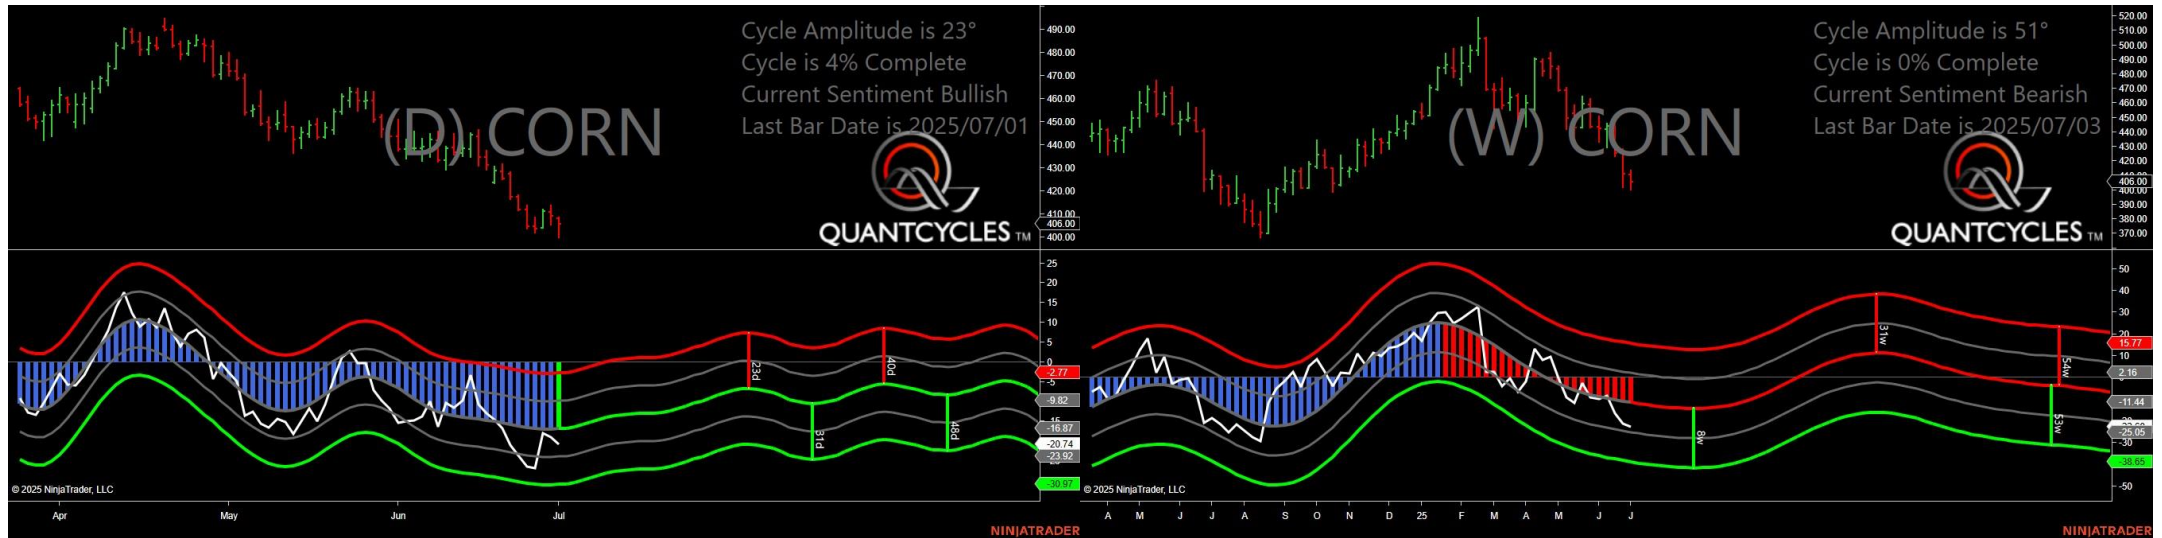 Cycle Amplitude is 23°
Cycle is 4% Complete
Current Sentiment Bullish
Last Bar Date is 2025/07/01
(D) CORN
QUANTCYCLES TM
490.00
480.00
470.00
460.00
450.00
440.00
430.00
420.00
410.00
406.00
400.00
25
20
15
10
5
0
-2.77
-5
-9.82
-15
-16.87
-20.74
-23.92
-30.97
23d
31d
40d
48d
© 2025 NinjaTrader, LLC
Apr
May
Jun
Jul
NINJATRADER
Cycle Amplitude is 51°
Cycle is 0% Complete
Current Sentiment Bearish
Last Bar Date is 2025/07/03
(W) CORN
QUANTCYCLES TM
520.00
510.00
500.00
490.00
480.00
470.00
460.00
450.00
440.00
430.00
420.00
410.00
406.00
400.00
390.00
380.00
370.00
50
40
30
20
15.77
10
2.16
-11.44
-25.05
-30
-38.65
-50
8w
31w
53w
54w
© 2025 NinjaTrader, LLC
A M J J A S O N D 25 F M A M J J
NINJATRADER